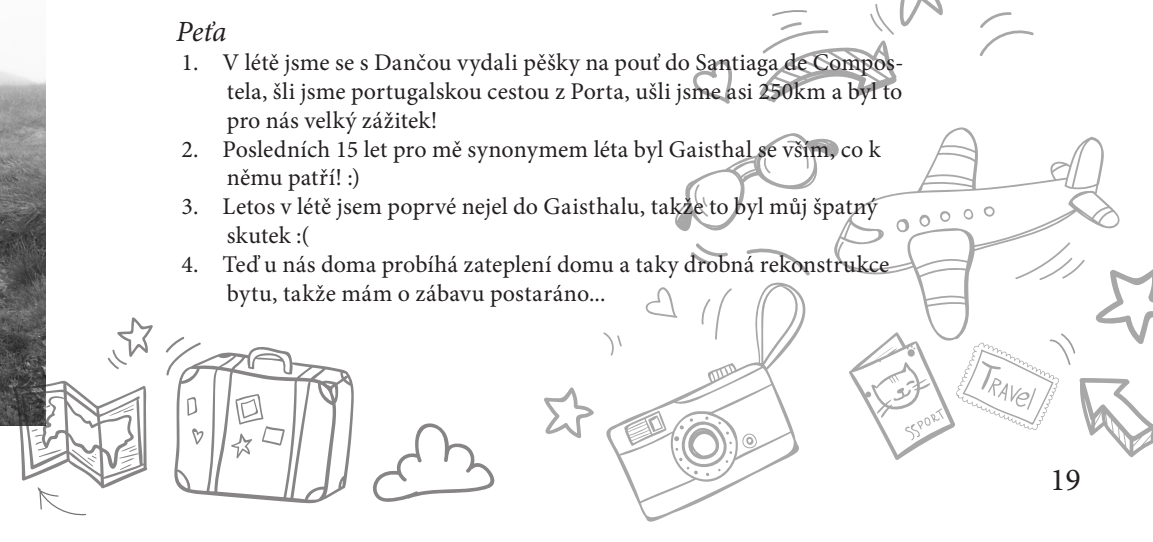 Peťa
1. V létě jsme se s Dančou vydali pěšky na pouť do Santiaga de Compos-
tela, šli jsme portugalskou cestou z Porta, ušli jsme asi 250km a byl to
pro nás velký zážitek!
2. Posledních 15 let pro mě synonymem léta byl Gaisthal se vším, co k
němu patří! :)
3. Letos v létě jsem poprvé nejel do Gaisthalu, takže to byl můj špatný
skutek :(
4. Teď u nás doma probíhá zateplení domu a taky drobná rekonstrukce
bytu, takže mám o zábavu postaráno...
TRAVEl
SSPORT
19